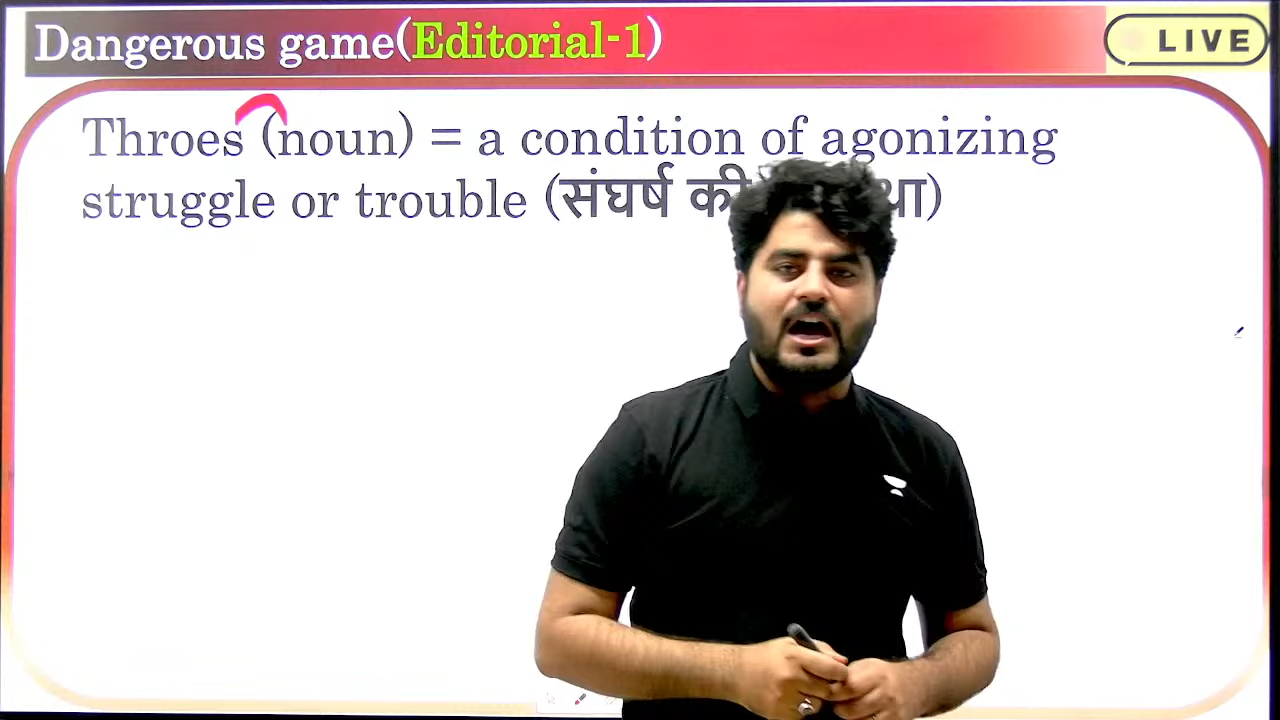 Dangerous game(Editorial-1)
LIVE
Throes (noun) = a condition of agonizing
struggle or trouble (संघर्ष की